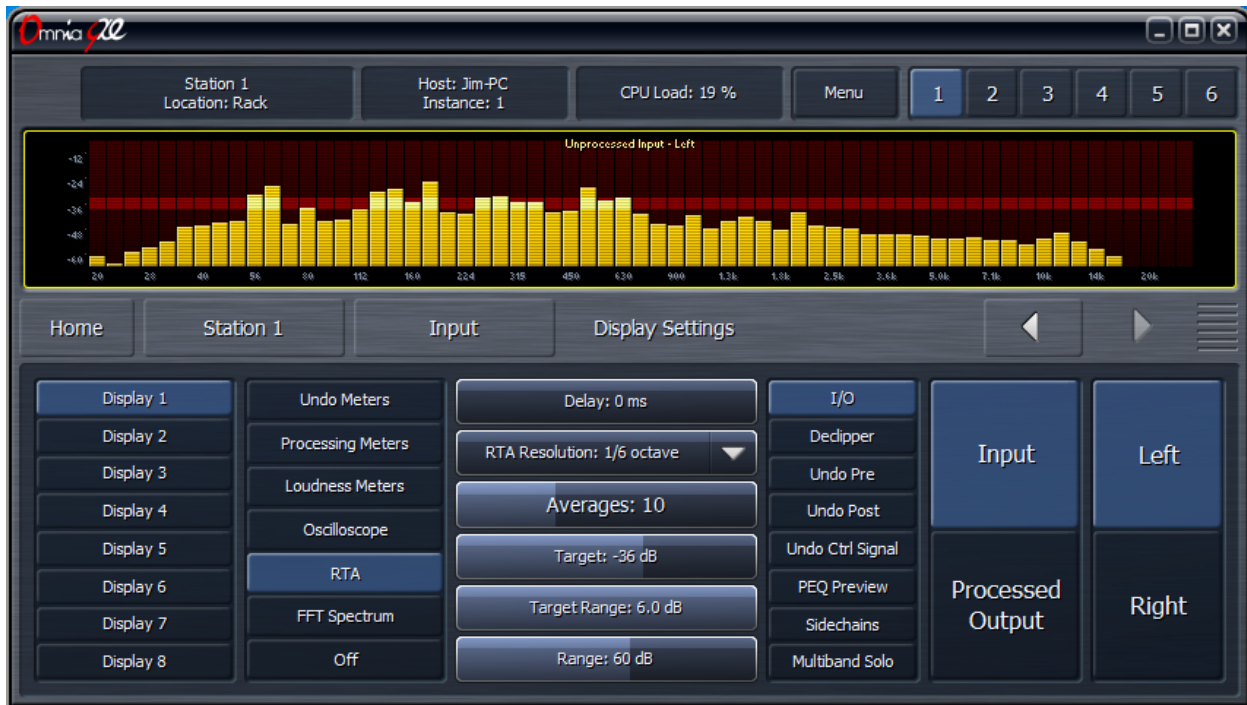 Omnia 9XE
Station 1
Location: Rack
Host: Jim-PC
Instance: 1
CPU Load: 19 %
Menu
1 2 3 4 5 6
Unprocessed Input - Left
-12
-24
-36
-48
-60
20 28 40 56 80 112 160 224 315 450 630 900 1.3k 1.8k 2.5k 3.6k 5.0k 7.1k 10k 14k 20k
Home
Station 1
Input
Display Settings
Display 1
Display 2
Display 3
Display 4
Display 5
Display 6
Display 7
Display 8
Undo Meters
Processing Meters
Loudness Meters
Oscilloscope
RTA
FFT Spectrum
Off
Delay: 0 ms
RTA Resolution: 1/6 octave
Averages: 10
Target: -36 dB
Target Range: 6.0 dB
Range: 60 dB
I/O
Declipper
Undo Pre
Undo Post
Undo Ctrl Signal
PEQ Preview
Sidechains
Multiband Solo
Input
Processed
Output
Left
Right